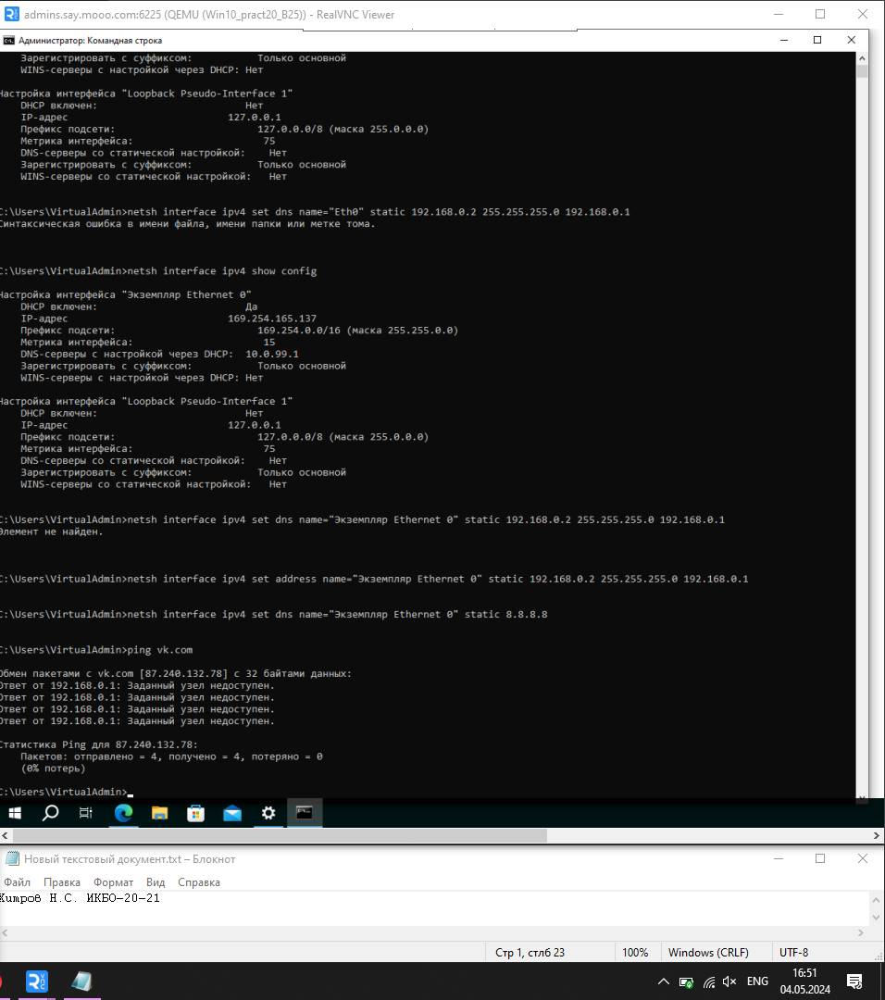 admins.say.mooo.com:6225 (QEMU (Win10_pract20_B25)) - RealVNC Viewer
Администратор: Командная строка
Зарегистрировать с суффиксом: Только основной
WINS-серверы с настройкой через DHCP: Нет
Настройка интерфейса "Loopback Pseudo-Interface 1"
DHCP включен: Нет
IP-адрес 127.0.0.1
Префикс подсети: 127.0.0.0/8 (маска 255.0.0.0)
Метрика интерфейса: 75
DNS-серверы со статической настройкой: Нет
Зарегистрировать с суффиксом: Только основной
WINS-серверы со статической настройкой: Нет
C:\Users\VirtualAdmin>netsh interface ipv4 set dns name="Eth0" static 192.168.0.2 255.255.255.0 192.168.0.1
Синтаксическая ошибка в имени файла, имени папки или метке тома.
C:\Users\VirtualAdmin>netsh interface ipv4 show config
Настройка интерфейса "Экземпляр Ethernet 0"
DHCP включен: Да
IP-адрес 169.254.165.137
Префикс подсети: 169.254.0.0/16 (маска 255.255.0.0)
Метрика интерфейса: 15
DNS-серверы с настройкой через DHCP: 10.0.99.1
Зарегистрировать с суффиксом: Только основной
WINS-серверы с настройкой через DHCP: Нет
Настройка интерфейса "Loopback Pseudo-Interface 1"
DHCP включен: Нет
IP-адрес 127.0.0.1
Префикс подсети: 127.0.0.0/8 (маска 255.0.0.0)
Метрика интерфейса: 75
DNS-серверы со статической настройкой: Нет
Зарегистрировать с суффиксом: Только основной
WINS-серверы со статической настройкой: Нет
C:\Users\VirtualAdmin>netsh interface ipv4 set dns name="Экземпляр Ethernet 0" static 192.168.0.2 255.255.255.0 192.168.0.1
Элемент не найден.
C:\Users\VirtualAdmin>netsh interface ipv4 set address name="Экземпляр Ethernet 0" static 192.168.0.2 255.255.255.0 192.168.0.1
C:\Users\VirtualAdmin>netsh interface ipv4 set dns name="Экземпляр Ethernet 0" static 8.8.8.8
C:\Users\VirtualAdmin>ping vk.com
Обмен пакетами с vk.com [87.240.132.78] с 32 байтами данных:
Ответ от 192.168.0.1: Заданный узел недоступен.
Ответ от 192.168.0.1: Заданный узел недоступен.
Ответ от 192.168.0.1: Заданный узел недоступен.
Ответ от 192.168.0.1: Заданный узел недоступен.
Статистика Ping для 87.240.132.78:
Пакетов: отправлено = 4, получено = 4, потеряно = 0
(0% потерь)
C:\Users\VirtualAdmin>
Новый текстовый документ.txt – Блокнот
Файл Правка Формат Вид Справка
Хитров Н.С. ИКБО-20-21
Стр 1, стлб 23 100% Windows (CRLF) UTF-8
ENG 16:51
04.05.2024